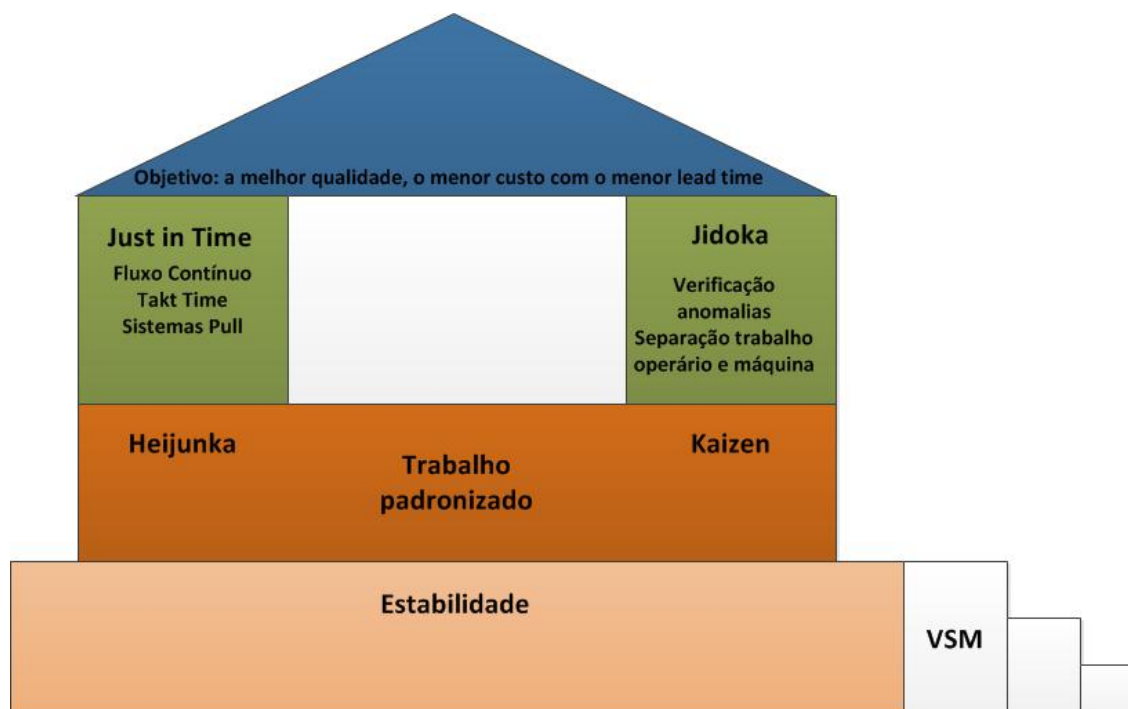 Objetivo: a melhor qualidade, o menor custo com o menor lead time
Just in Time
Fluxo Contínuo
Takt Time
Sistemas Pull
Jidoka
Verificação
anomalias
Separação trabalho
operário e máquina
Heijunka
Trabalho
padronizado
Kaizen
Estabilidade
VSM